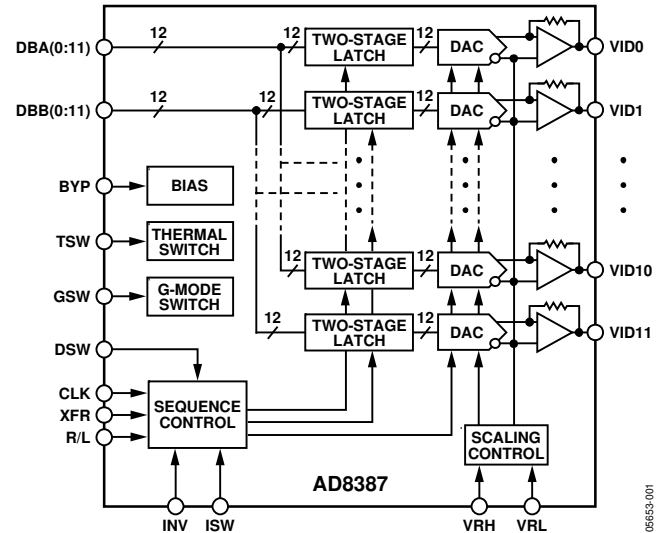 DBA(0:11)
12
12
TWO-STAGE
LATCH
12
DAC
VID0
DBB(0:11)
12
12
TWO-STAGE
LATCH
12
DAC
VID1
BYP
BIAS
TSW
THERMAL
SWITCH
GSW
G-MODE
SWITCH
12
TWO-STAGE
LATCH
12
DAC
VID10
12
TWO-STAGE
LATCH
12
DAC
VID11
DSW
CLK
XFR
R/L
SEQUENCE
CONTROL
SCALING
CONTROL
AD8387
INV
ISW
VRH
VRL
05653-001